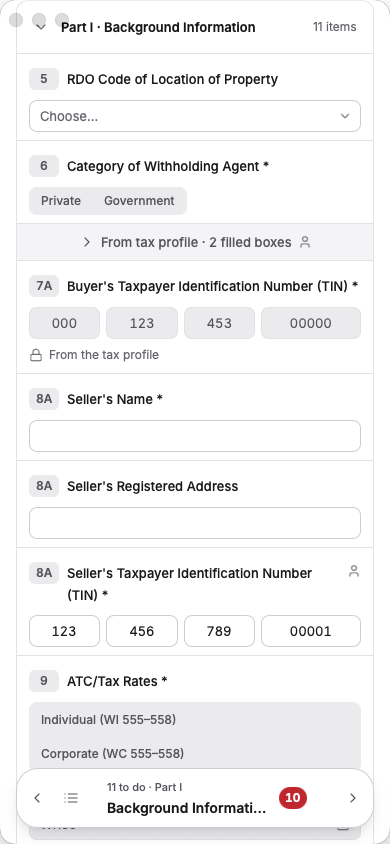 Part I · Background Information
11 items
5 RDO Code of Location of Property
Choose...
6 Category of Withholding Agent *
Private Government
From tax profile · 2 filled boxes
7A Buyer's Taxpayer Identification Number (TIN) *
000 123 453 00000
From the tax profile
8A Seller's Name *
8A Seller's Registered Address
8A Seller's Taxpayer Identification Number
(TIN) *
123 456 789 00001
9 ATC/Tax Rates *
Individual (WI 555–558)
Corporate (WC 555–558)
11 to do · Part I
Background Informati...
10